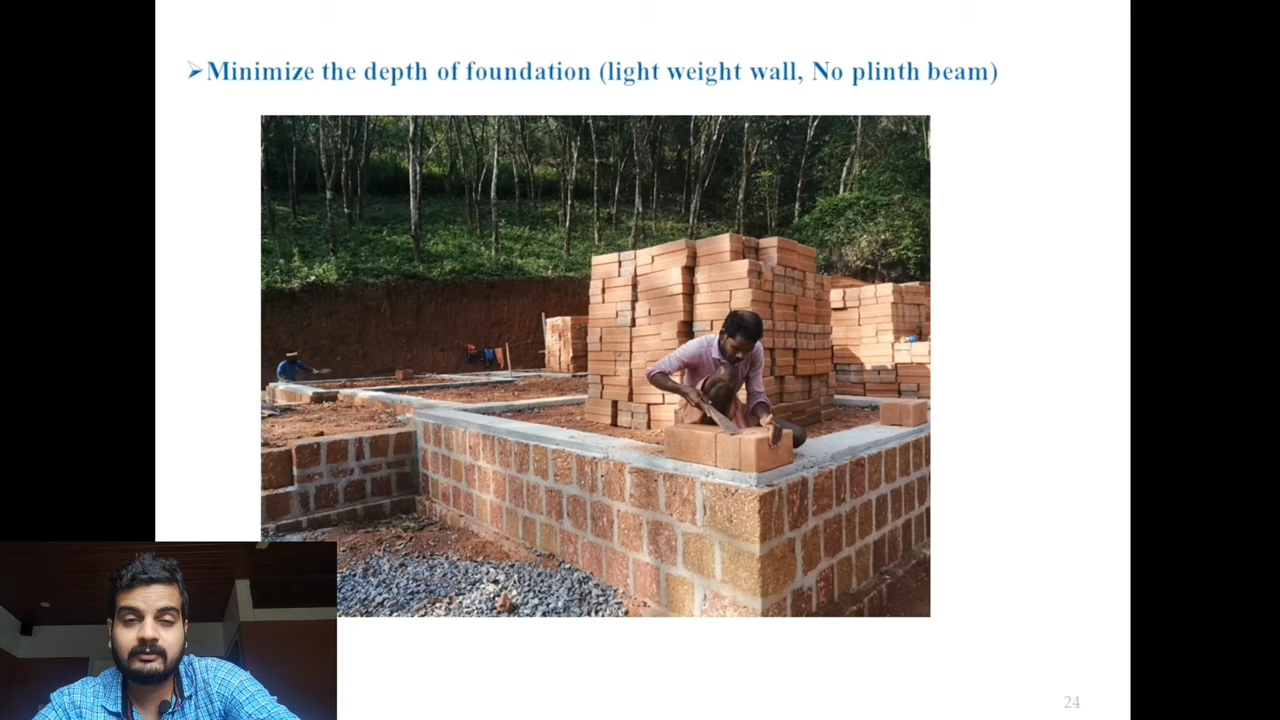 ➢Minimize the depth of foundation (light weight wall, No plinth beam)
24